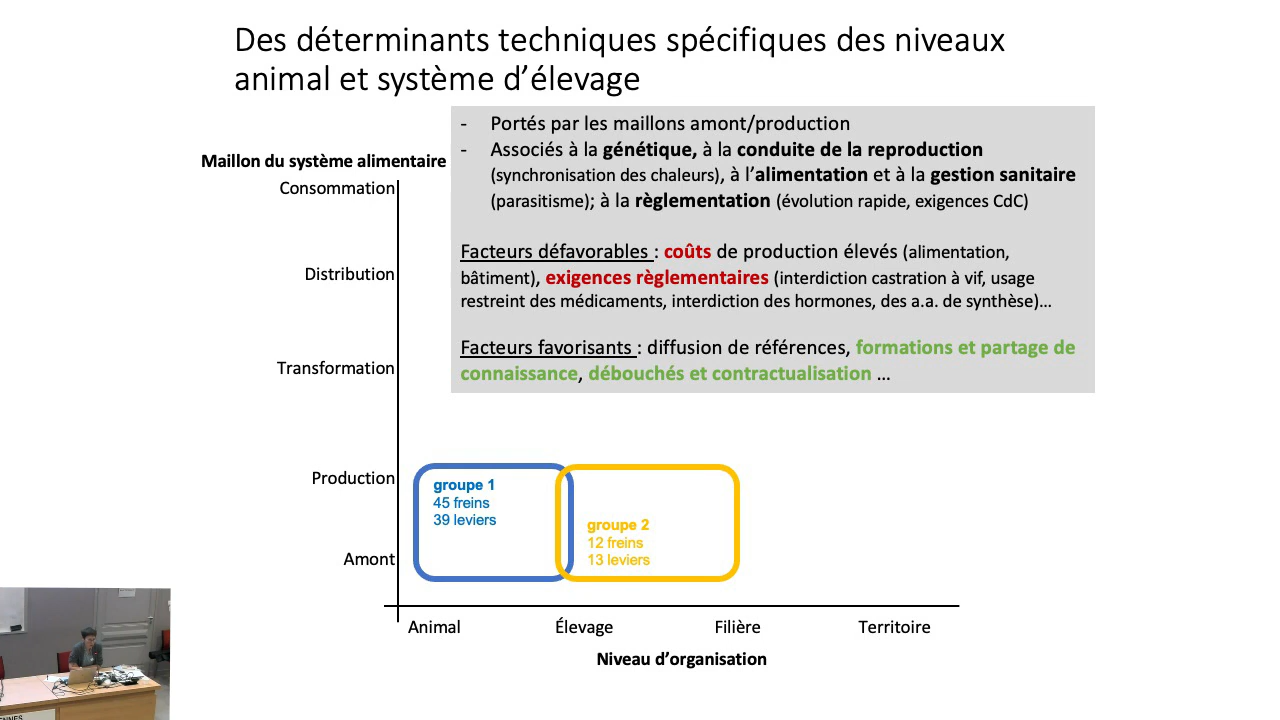 Des déterminants techniques spécifiques des niveaux
animal et système d'élevage
- Portés par les maillons amont/production
- Associés à la génétique, à la conduite de la reproduction
(synchronisation des chaleurs), à l'alimentation et à la gestion sanitaire
(parasitisme); à la règlementation (évolution rapide, exigences CdC)
Facteurs défavorables : coûts de production élevés (alimentation,
bâtiment), exigences règlementaires (interdiction castration à vif, usage
restreint des médicaments, interdiction des hormones, des a.a. de synthèse)…
Facteurs favorisants : diffusion de références, formations et partage de
connaissance, débouchés et contractualisation …
Maillon du système alimentaire
Consommation
Distribution
Transformation
Production
Amont
groupe 1
45 freins
39 leviers
groupe 2
12 freins
13 leviers
Animal
Élevage
Filière
Territoire
Niveau d'organisation